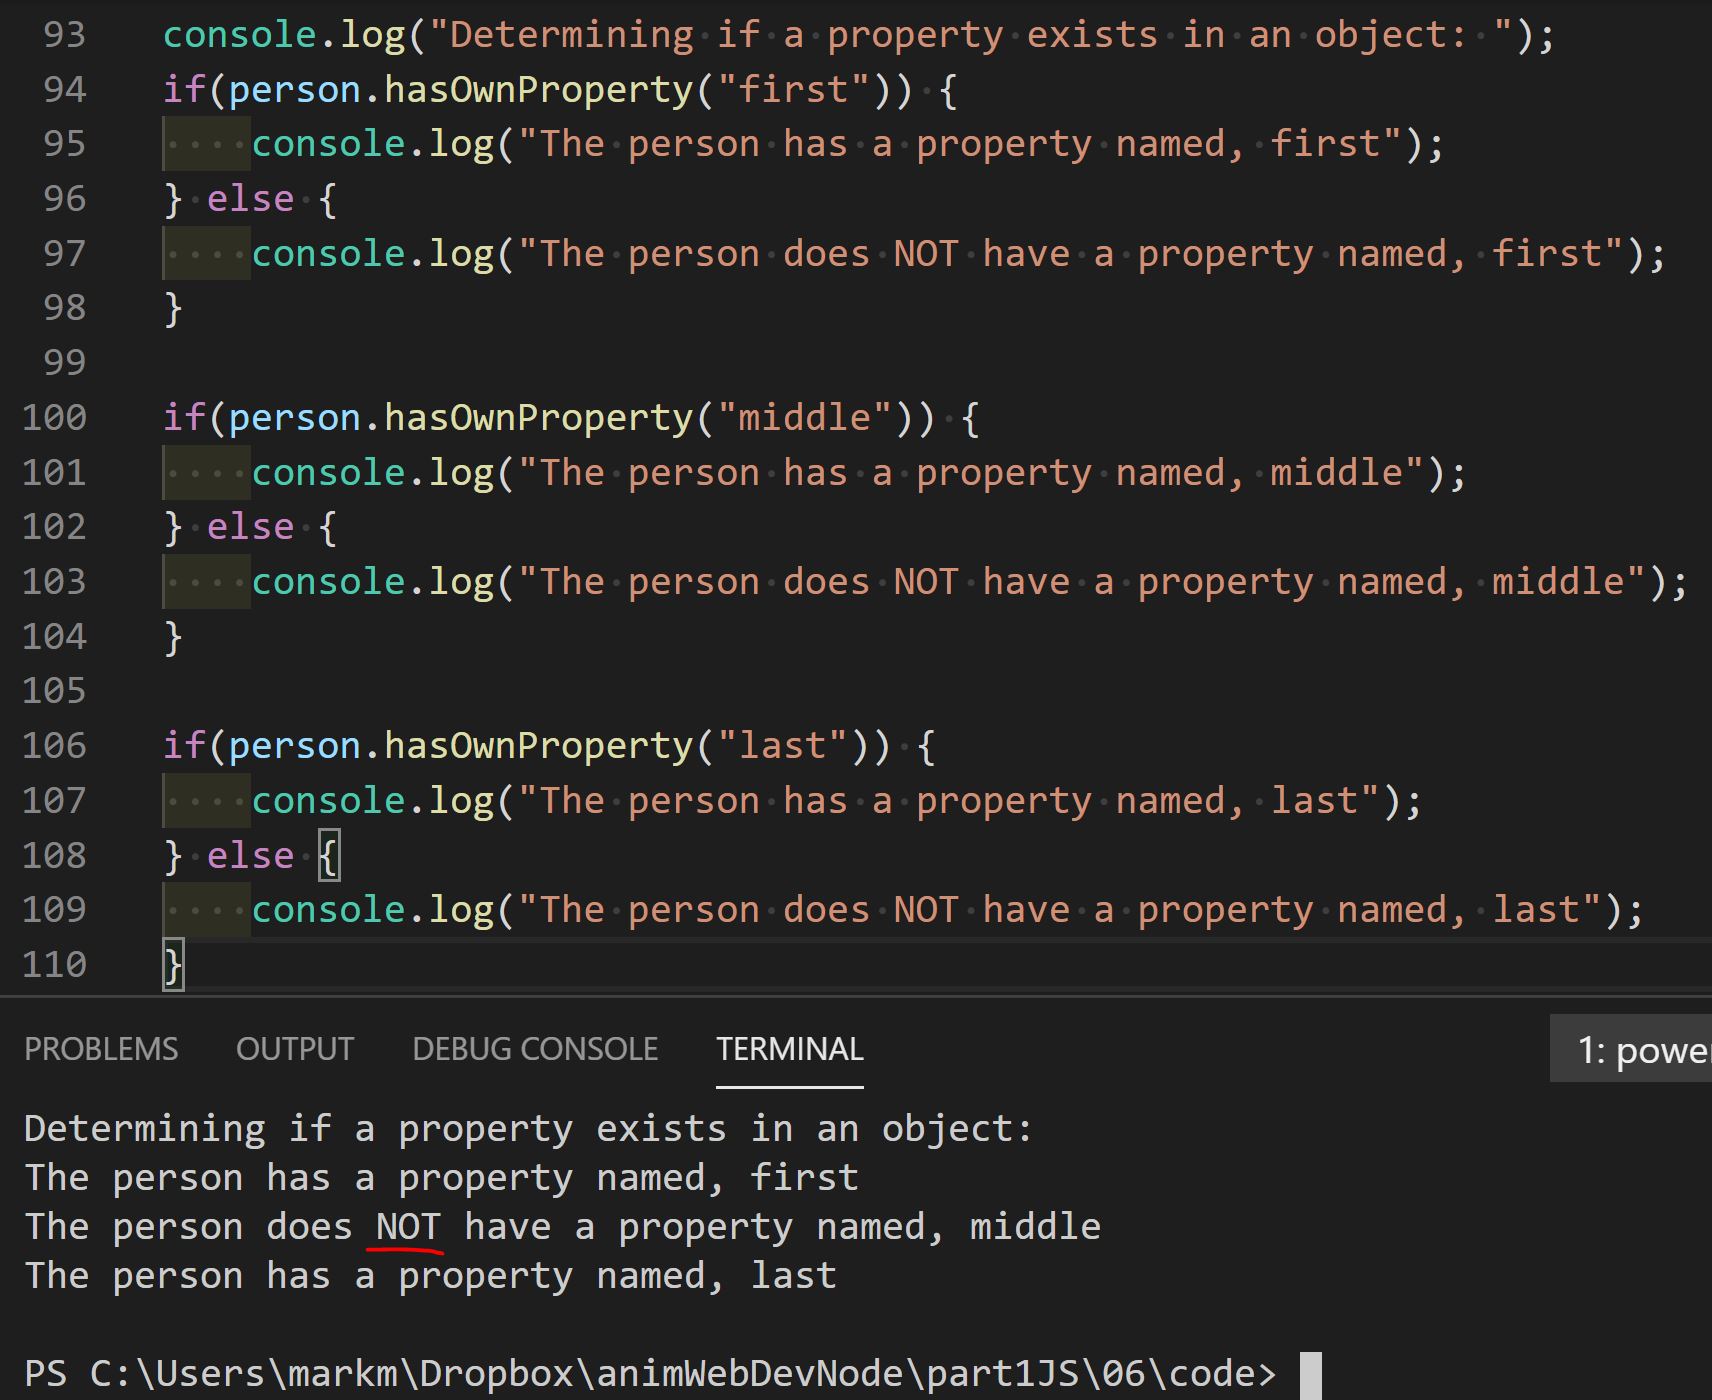 93 console.log("Determining if a property exists in an object: ");
94 if(person.hasOwnProperty("first")) {
95 console.log("The person has a property named, first");
96 } else {
97 console.log("The person does NOT have a property named, first");
98 }
99
100 if(person.hasOwnProperty("middle")) {
101 console.log("The person has a property named, middle");
102 } else {
103 console.log("The person does NOT have a property named, middle");
104 }
105
106 if(person.hasOwnProperty("last")) {
107 console.log("The person has a property named, last");
108 } else {
109 console.log("The person does NOT have a property named, last");
110 }
PROBLEMS OUTPUT DEBUG CONSOLE TERMINAL 1: power
Determining if a property exists in an object:
The person has a property named, first
The person does NOT have a property named, middle
The person has a property named, last
PS C:\Users\markm\Dropbox\animWebDevNode\part1JS\06\code>